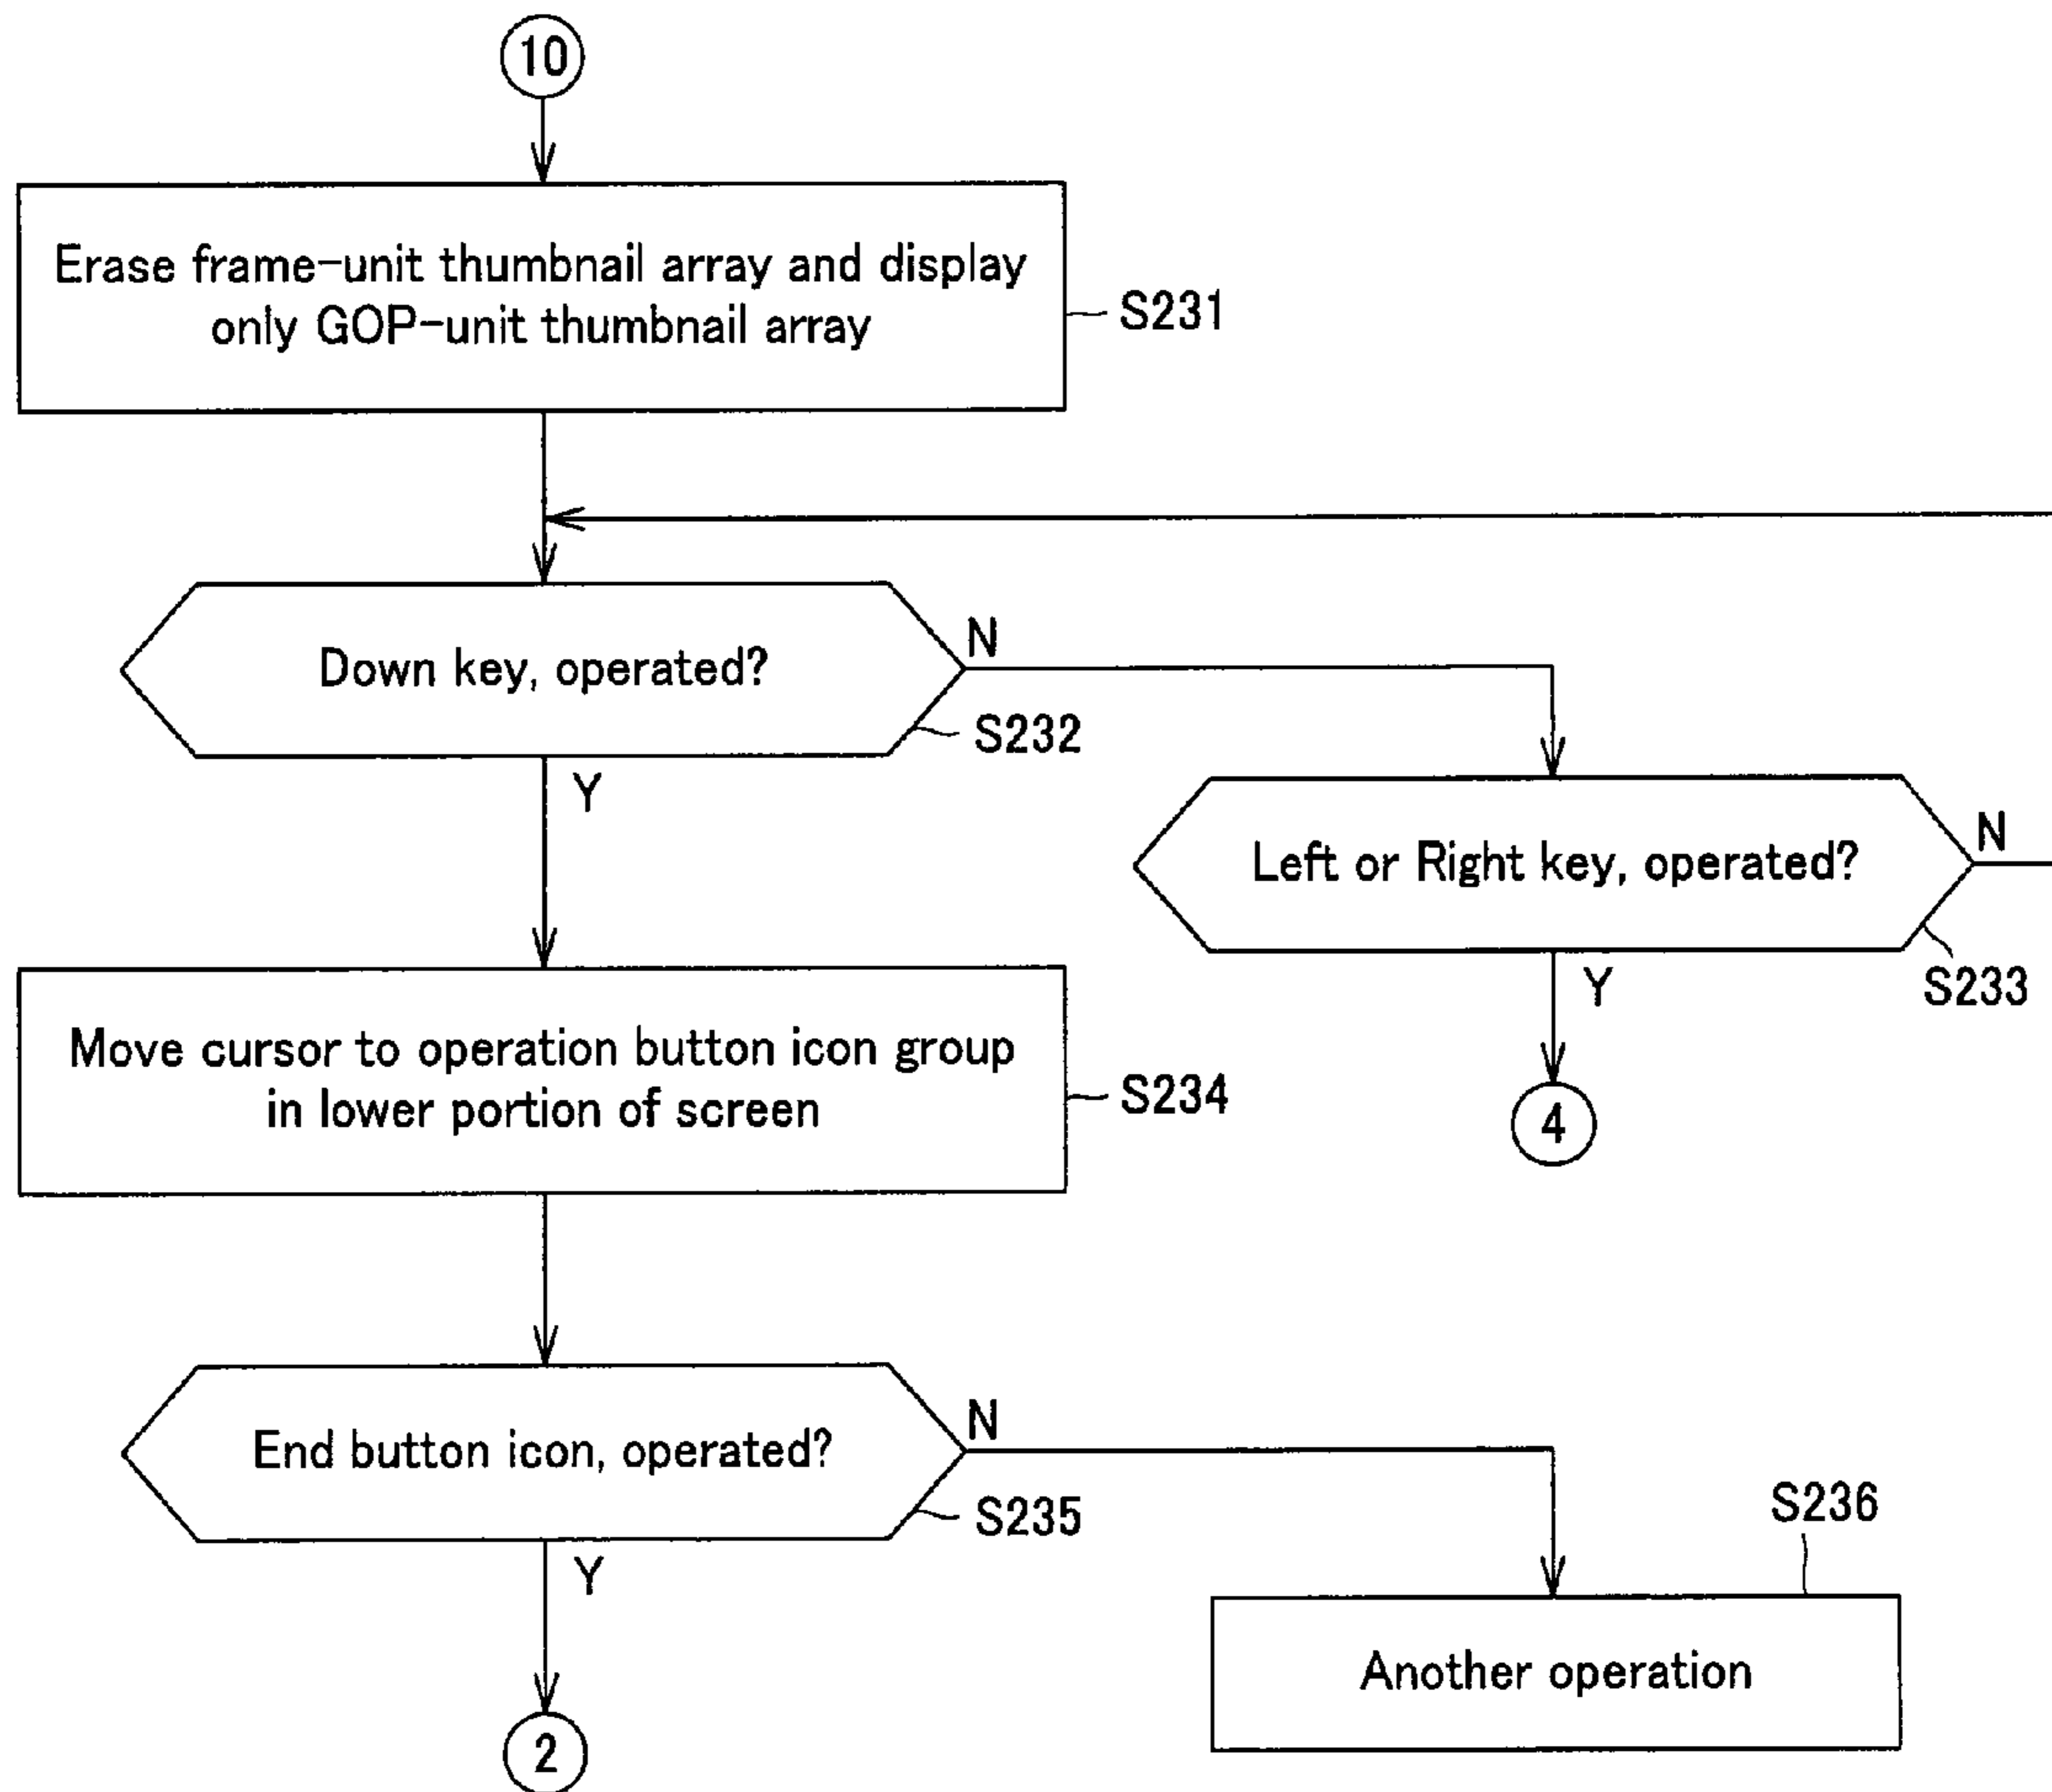 10
Erase frame-unit thumbnail array and display
only GOP-unit thumbnail array
S231
Down key, operated?
N
S232
Y
Left or Right key, operated?
N
S233
Y
4
Move cursor to operation button icon group
in lower portion of screen
S234
End button icon, operated?
N
S235
Y
S236
Another operation
2